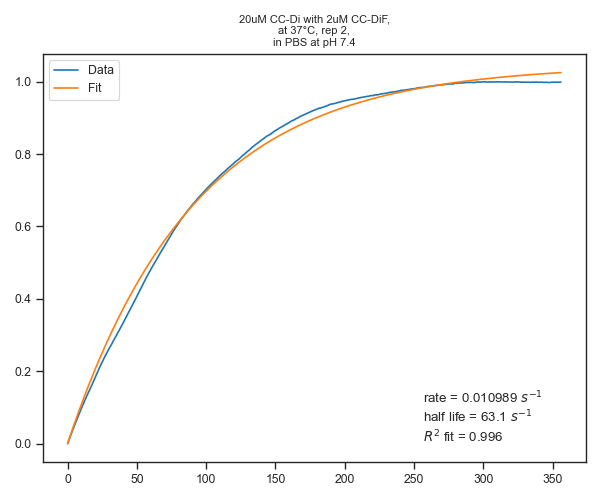 20uM CC-Di with 2uM CC-DiF,
at 37°C, rep 2,
in PBS at pH 7.4
Data
Fit
1.0
0.8
0.6
0.4
0.2
0.0
rate = 0.010989 s⁻¹
half life = 63.1 s⁻¹
R² fit = 0.996
0 50 100 150 200 250 300 350